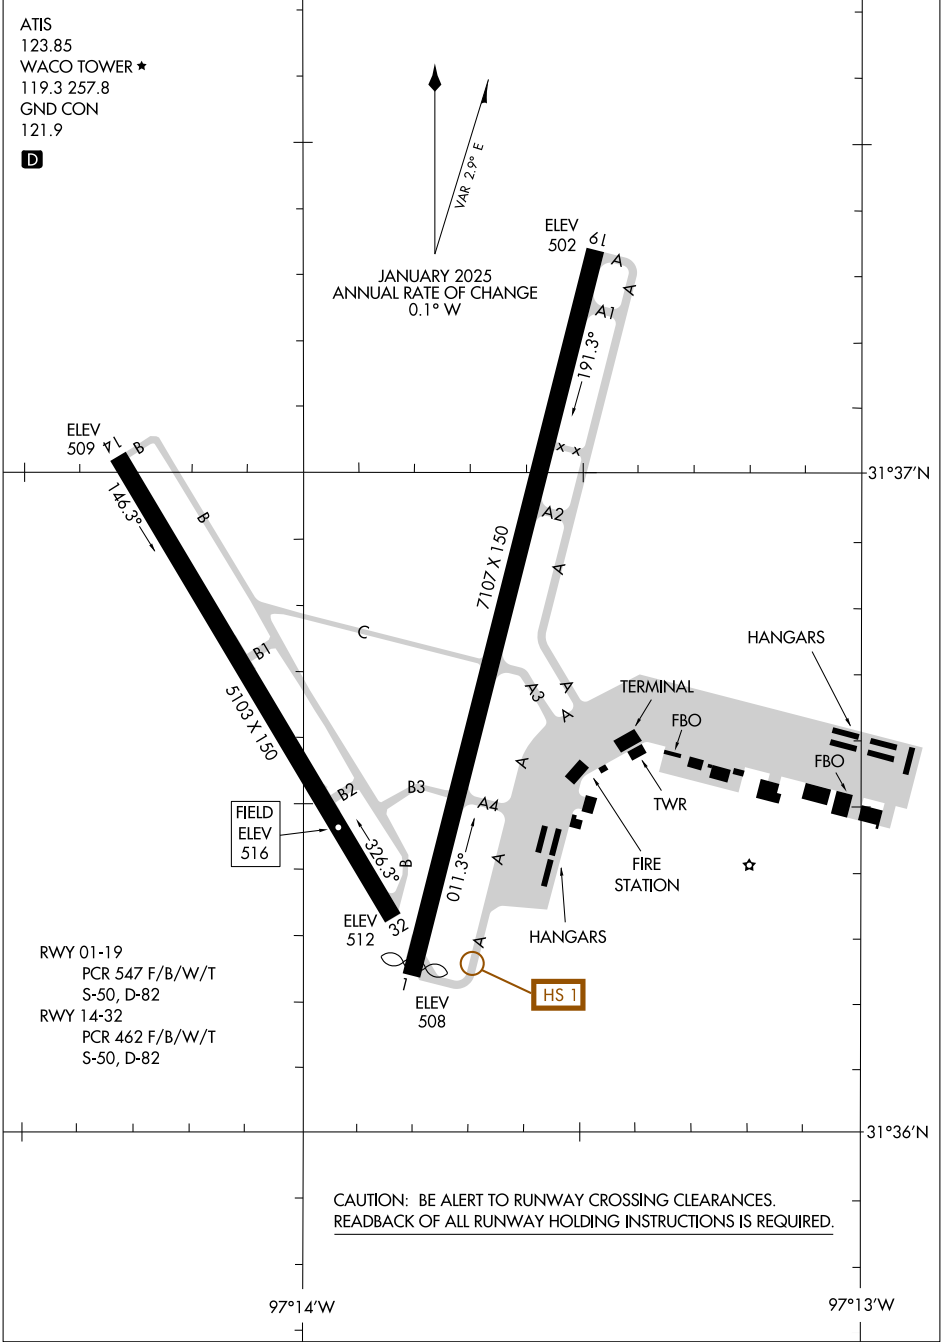 ATIS
123.85
WACO TOWER ★
119.3 257.8
GND CON
121.9
D
VAR 2.9° E
JANUARY 2025
ANNUAL RATE OF CHANGE
0.1° W
ELEV
502
19
A
A
A1
191.3°
X X
ELEV
509
14
B
31°37'N
146.3°
B
A2
7107 X 150
A
C
B1
HANGARS
5103 X 150
A3
A
A
TERMINAL
FBO
A
FBO
B2
B3
A4
TWR
FIELD
ELEV
516
326.3°
B
011.3°
A
FIRE
STATION
ELEV
512
32
A
HANGARS
RWY 01-19
PCR 547 F/B/W/T
S-50, D-82
RWY 14-32
PCR 462 F/B/W/T
S-50, D-82
1
ELEV
508
HS 1
31°36'N
CAUTION: BE ALERT TO RUNWAY CROSSING CLEARANCES.
READBACK OF ALL RUNWAY HOLDING INSTRUCTIONS IS REQUIRED.
97°14'W
97°13'W